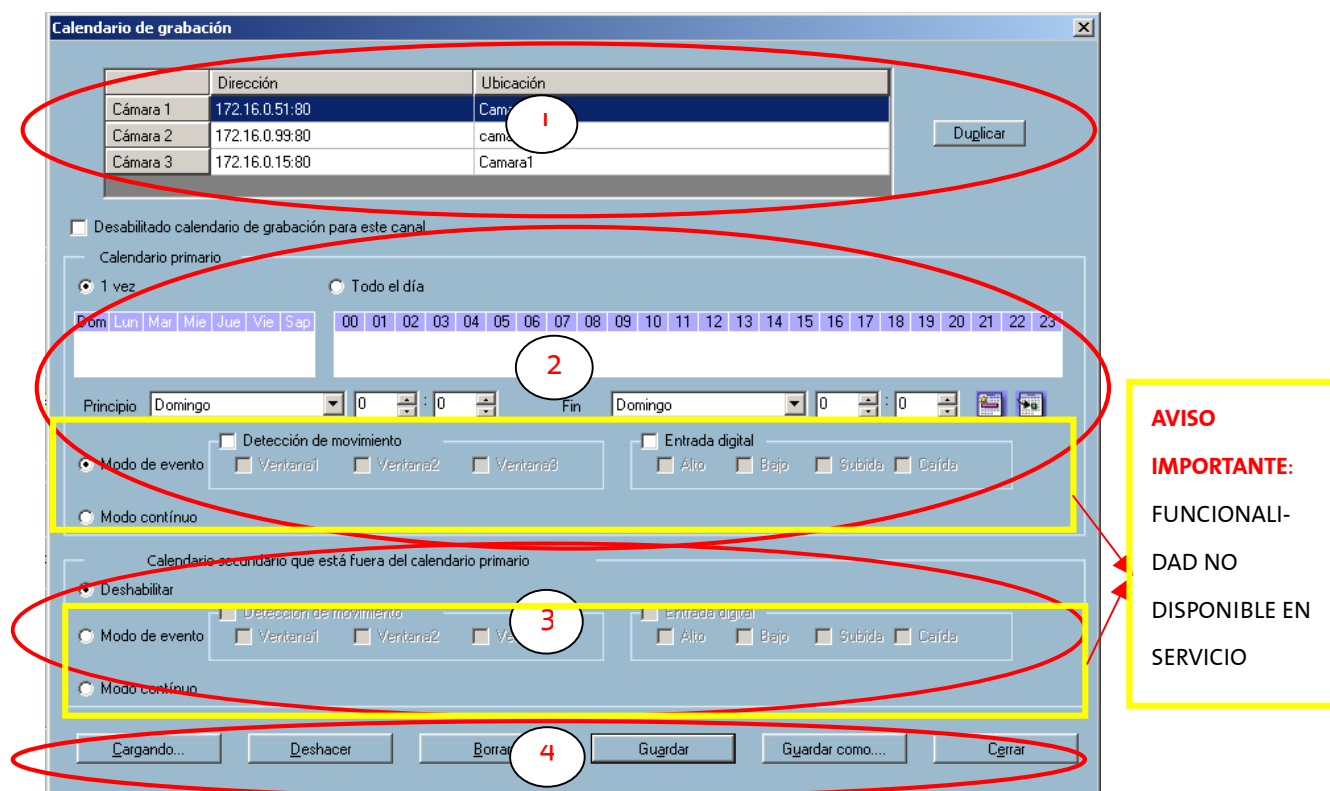 Calendario de grabación
Dirección Ubicación
Cámara 1 172.16.0.51:80
Cámara 2 172.16.0.99:80
Cámara 3 172.16.0.15:80 Camara1
1
Duplicar
Desabilitado calendario de grabación para este canal
Calendario primario
1 vez Todo el día
Dom Lun Mar Mie Jue Vie Sap 00 01 02 03 04 05 06 07 08 09 10 11 12 13 14 15 16 17 18 19 20 21 22 23
2
Principio Domingo 0 : 0 Fin Domingo 0 : 0
Detección de movimiento Entrada digital
Modo de evento Ventana1 Ventana2 Ventana3 Alto Bajo Subida Caída
Modo contínuo
Calendario secundário que está fuera del calendario primario
Deshabilitar
Detección de movimiento Entrada digital
Modo de evento Ventana1 Ventana2 Alto Bajo Subida Caída
3
Modo contínuo
Cargando... Deshacer Borrar Guardar Guardar como.... Cerrar
4
AVISO
IMPORTANTE:
FUNCIONALI-
DAD NO
DISPONIBLE EN
SERVICIO